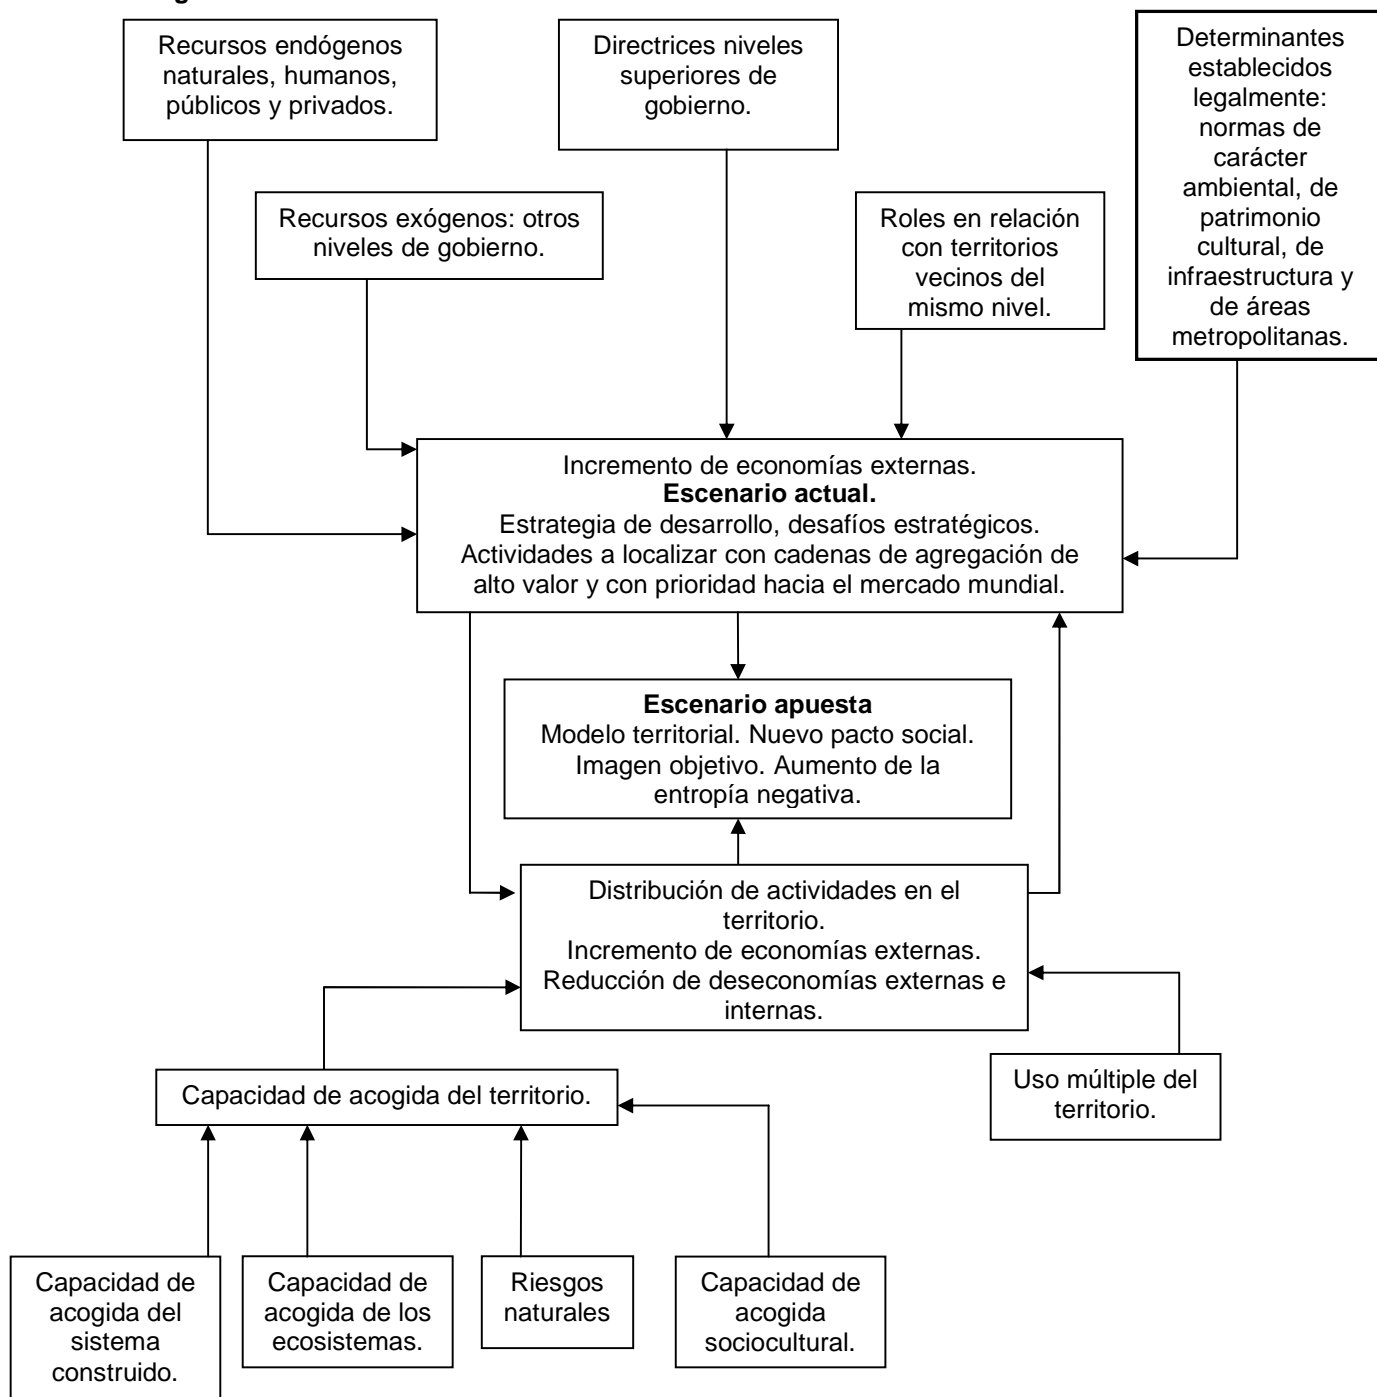 Recursos endógenos
naturales, humanos,
públicos y privados.
Directrices niveles
superiores de
gobierno.
Determinantes
establecidos
legalmente:
normas de
carácter
ambiental, de
patrimonio
cultural, de
infraestructura y
de áreas
metropolitanas.
Recursos exógenos: otros
niveles de gobierno.
Roles en relación
con territorios
vecinos del
mismo nivel.
Incremento de economías externas.
Escenario actual.
Estrategia de desarrollo, desafíos estratégicos.
Actividades a localizar con cadenas de agregación de
alto valor y con prioridad hacia el mercado mundial.
Escenario apuesta
Modelo territorial. Nuevo pacto social.
Imagen objetivo. Aumento de la
entropía negativa.
Distribución de actividades en el
territorio.
Incremento de economías externas.
Reducción de deseconomías externas e
internas.
Uso múltiple del
territorio.
Capacidad de acogida del territorio.
Capacidad de
acogida del
sistema
construido.
Capacidad de
acogida de los
ecosistemas.
Riesgos
naturales
Capacidad de
acogida
sociocultural.